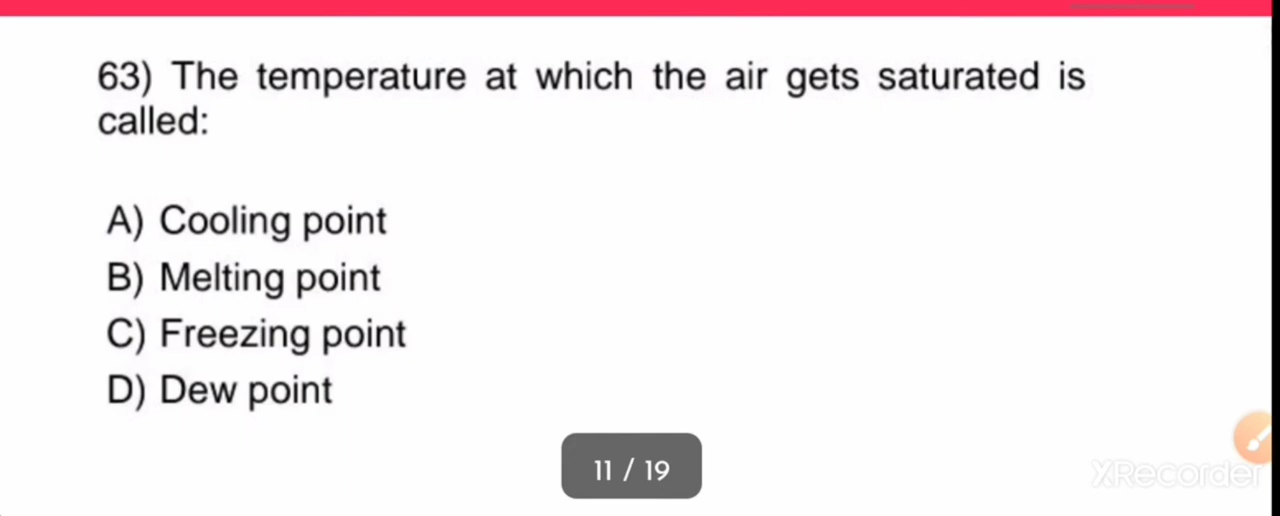 63) The temperature at which the air gets saturated is
called:
A) Cooling point
B) Melting point
C) Freezing point
D) Dew point
11 / 19
XRecorder